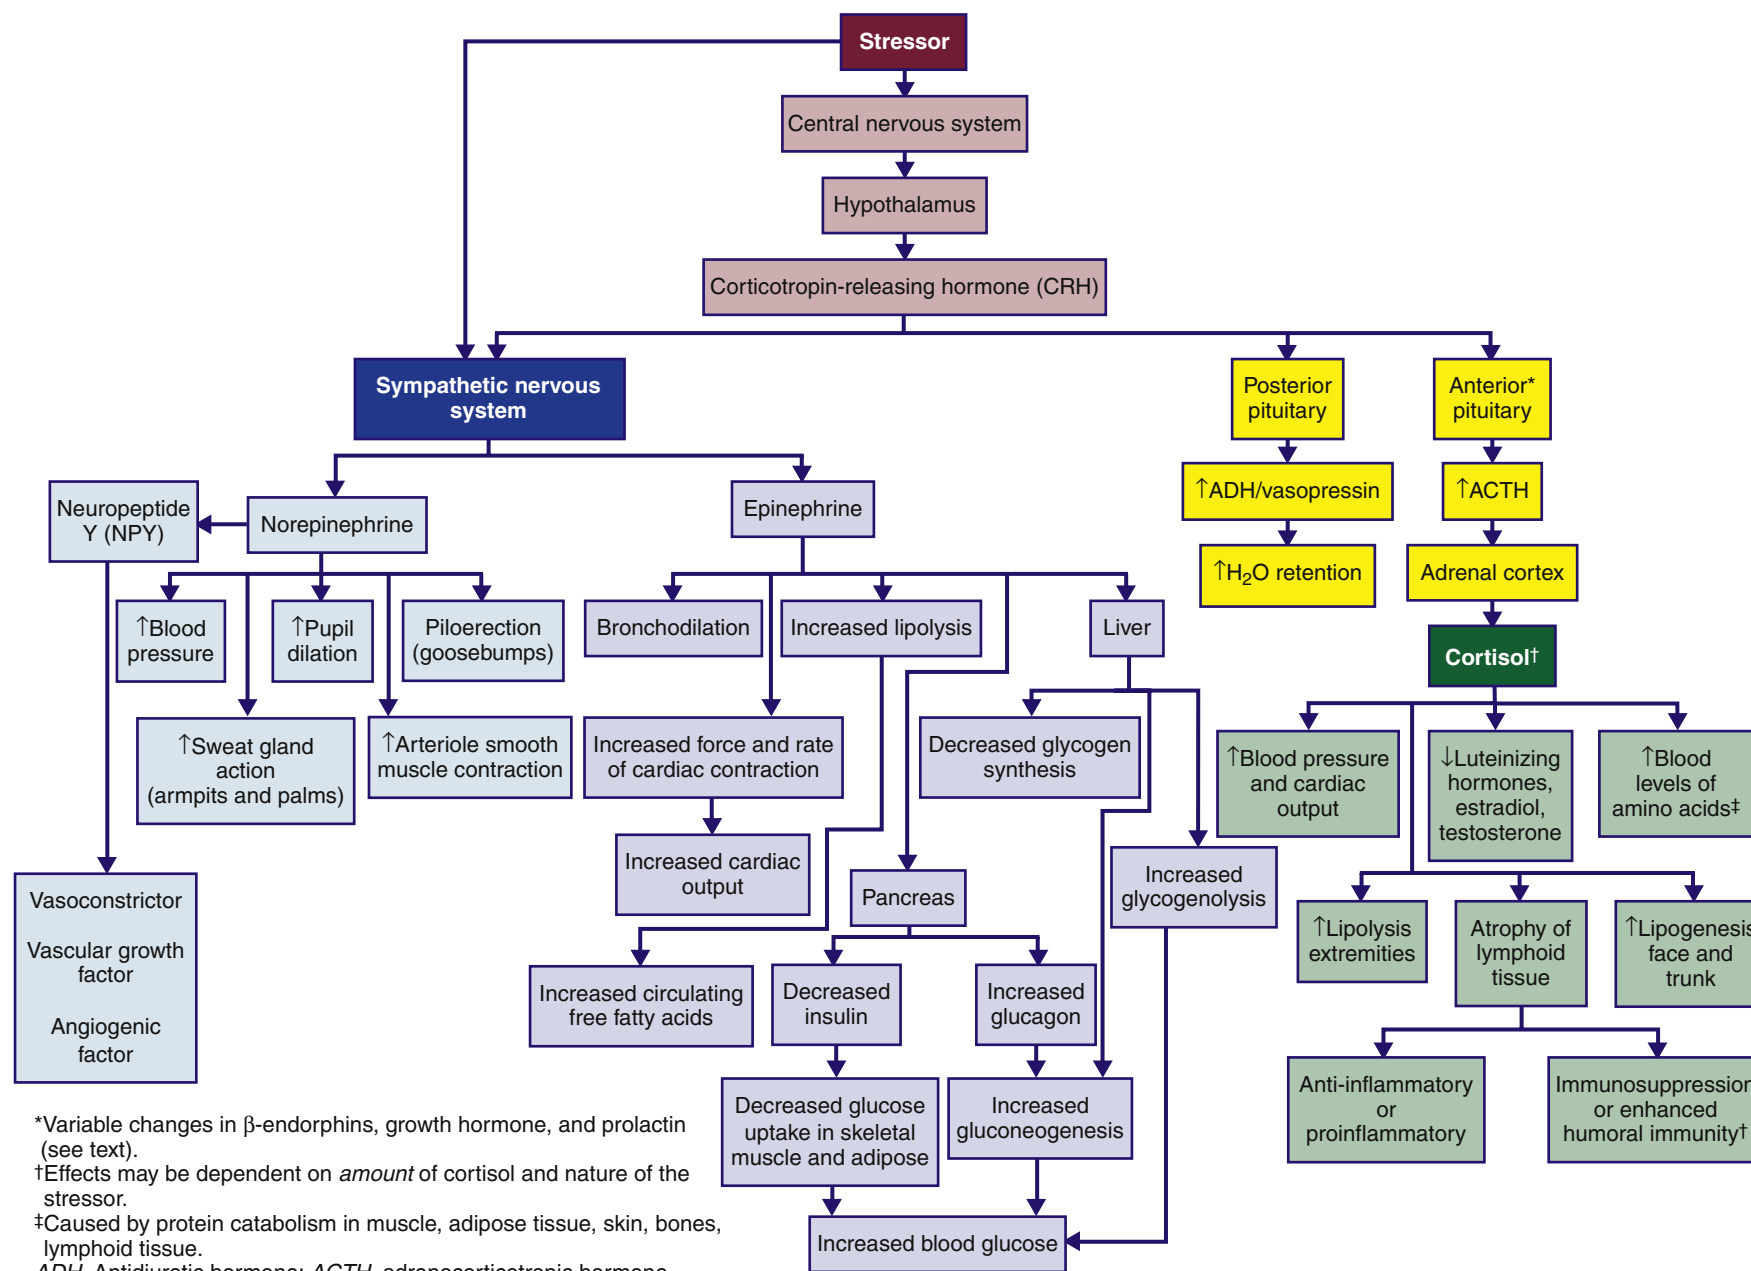 Stressor
Central nervous system
Hypothalamus
Corticotropin-releasing hormone (CRH)
Sympathetic nervous
system
Posterior
pituitary
Anterior*
pituitary
↑ADH/vasopressin
↑ACTH
Neuropeptide
Y (NPY)
Norepinephrine
Epinephrine
↑H₂O retention
Adrenal cortex
↑Blood
pressure
↑Pupil
dilation
Piloerection
(goosebumps)
Bronchodilation
Increased lipolysis
Liver
Cortisol†
↑Sweat gland
action
(armpits and palms)
↑Arteriole smooth
muscle contraction
Increased force and rate
of cardiac contraction
Decreased glycogen
synthesis
↑Blood pressure
and cardiac
output
↓Luteinizing
hormones,
estradiol,
testosterone
↑Blood
levels of
amino acids‡
Increased cardiac
output
Pancreas
Increased
glycogenolysis
Vasoconstrictor
Vascular growth
factor
Angiogenic
factor
↑Lipolysis
extremities
Atrophy of
lymphoid
tissue
↑Lipogenesis
face and
trunk
Increased circulating
free fatty acids
Decreased
insulin
Increased
glucagon
Decreased glucose
uptake in skeletal
muscle and adipose
Increased
gluconeogenesis
Anti-inflammatory
or
proinflammatory
Immunosuppression
or enhanced
humoral immunity†
Increased blood glucose
*Variable changes in β-endorphins, growth hormone, and prolactin
(see text).
†Effects may be dependent on amount of cortisol and nature of the
stressor.
‡Caused by protein catabolism in muscle, adipose tissue, skin, bones,
lymphoid tissue.
ADH, Antidiuretic hormone; ACTH, adrenocorticotropic hormone